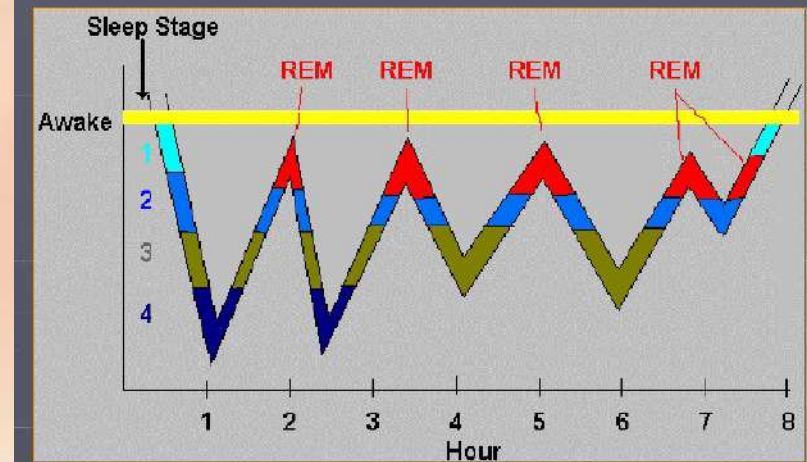 Sleep Stage
REM REM REM REM
Awake
1
2
3
4
1 2 3 4 5 6 7 8
Hour